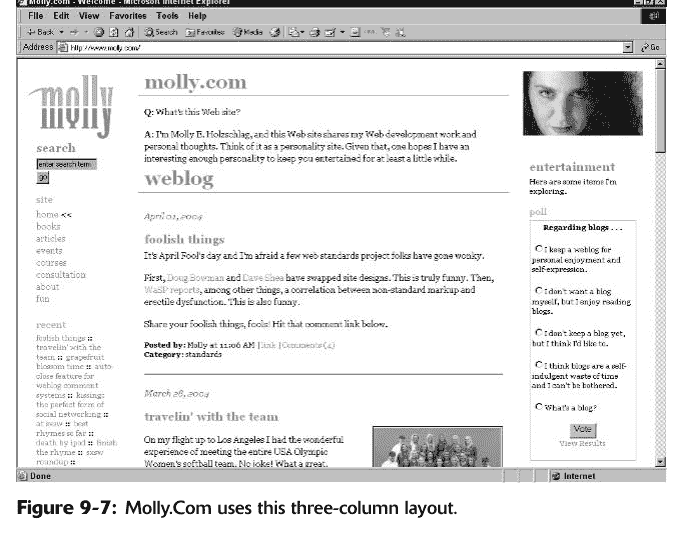 Molly.com - Welcome - Microsoft Internet Explorer
File Edit View Favorites Tools Help
Back Search Favorites Media
Address http://www.molly.com/ Go
molly
search
enter search term
go
site
home <<
books
articles
events
courses
consultation
about
fun
recent
foolish things ::
travelin' with the
team :: grapefruit
blossom time :: auto-
close feature for
weblog comment
systems :: kissing:
the perfect form of
social networking ::
at sxsw :: best
rhymes so far ::
death by ipod :: finish
the rhyme :: sxsw
roundup ::
molly.com
Q: What's this Web site?
A: I'm Molly E. Holzschlag, and this Web site shares my Web development work and
personal thoughts. Think of it as a personality site. Given that, one hopes I have an
interesting enough personality to keep you entertained for at least a little while.
weblog
April 01, 2004
foolish things
It's April Fool's day and I'm afraid a few web standards project folks have gone wonky.
First, Doug Bowman and Dave Shea have swapped site designs. This is truly funny. Then,
WaSP reports, among other things, a correlation between non-standard markup and
erectile dysfunction. This is also funny.
Share your foolish things, fools! Hit that comment link below.
Posted by: Molly at 11:06 AM |link |Comments (4)
Category: standards
March 28, 2004
travelin' with the team
On my flight up to Los Angeles I had the wonderful
experience of meeting the entire USA Olympic
Women's softball team. No joke! What a great,
entertainment
Here are some items I'm
exploring.
poll
Regarding blogs . . .
I keep a weblog for
personal enjoyment and
self-expression.
I don't want a blog
myself, but I enjoy reading
blogs.
I don't keep a blog yet,
but I think I'd like to.
I think blogs are a self-
indulgent waste of time
and I can't be bothered.
What's a blog?
Vote
View Results
Done Internet
Figure 9-7: Molly.Com uses this three-column layout.